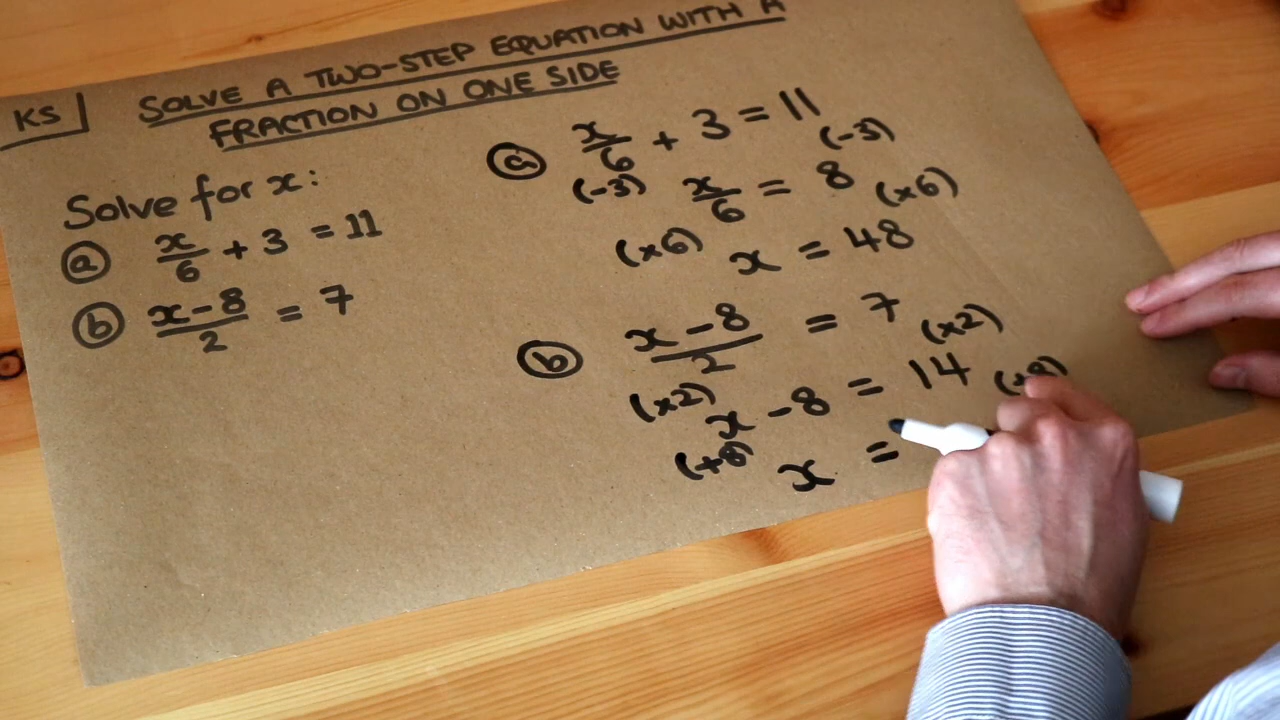 KS
SOLVE A TWO-STEP EQUATION WITH A
FRACTION ON ONE SIDE
Solve for x:
(a) x/6 + 3 = 11
(b) x-8/2 = 7
(a) x/6 + 3 = 11
(-3) x/6 = 8 (-3)
(x6) x = 48 (x6)
(b) x-8/2 = 7
(x2) x-8 = 14 (x2)
(+8) x = (+8)